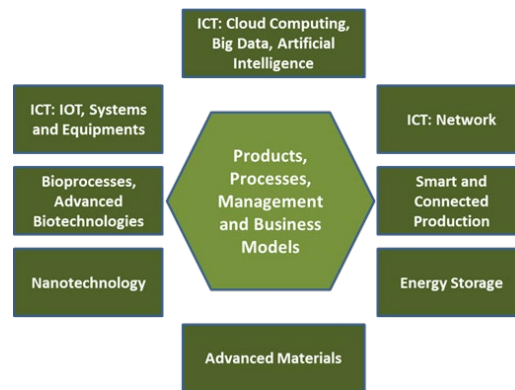 ICT: Cloud Computing,
Big Data, Artificial
Intelligence
ICT: IOT, Systems
and Equipments
ICT: Network
Products,
Processes,
Management
and Business
Models
Bioprocesses,
Advanced
Biotechnologies
Smart and
Connected
Production
Nanotechnology
Energy Storage
Advanced Materials